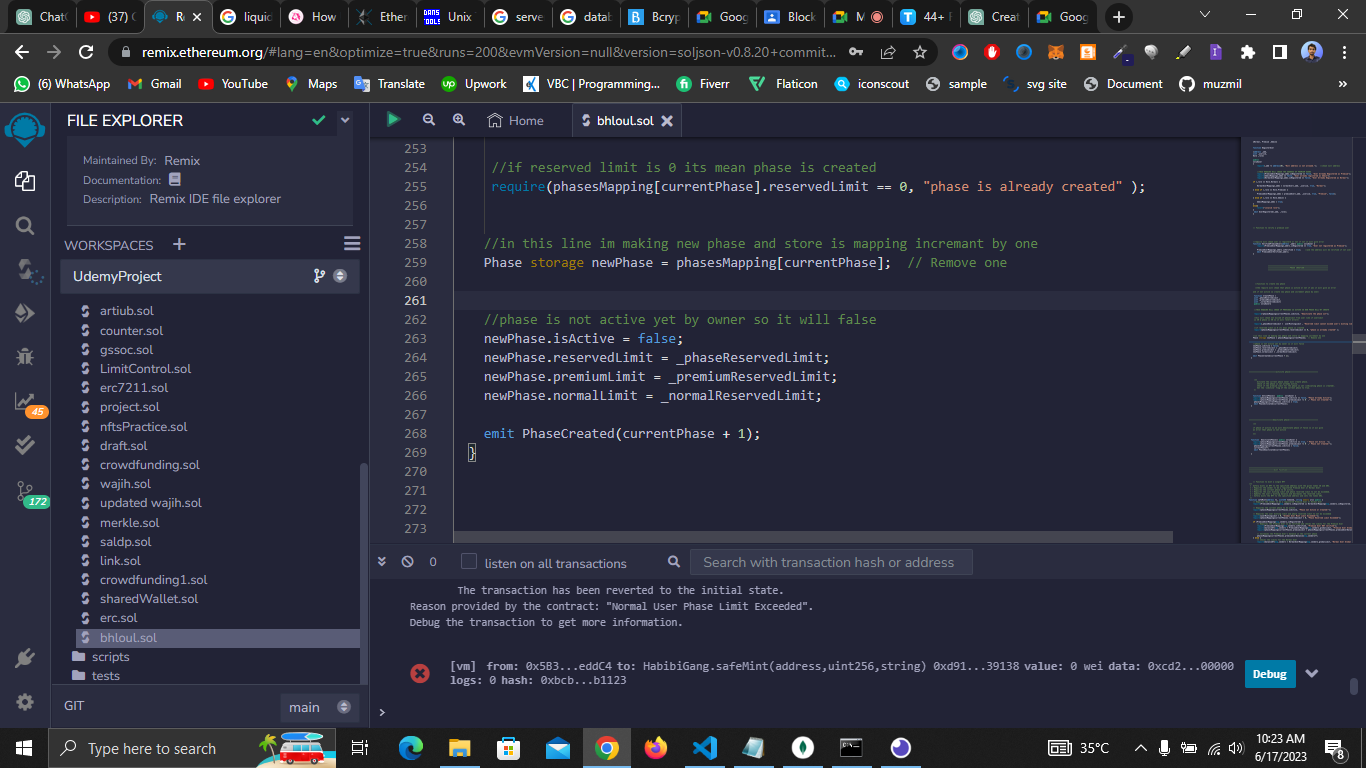 ChatG
(37) (
Re
liquid
How
Ether
DANS TOOLS
Unix
serve
datab
Bcryp
Goog
Block
M
44+ F
Creat
Goog
remix.ethereum.org/#lang=en&optimize=true&runs=200&evmVersion=null&version=soljson-v0.8.20+commit...
(6) WhatsApp
Gmail
YouTube
Maps
Translate
Upwork
VBC | Programming...
Fiverr
Flaticon
iconscout
sample
svg site
Document
muzmil
»
FILE EXPLORER
Maintained By: Remix
Documentation:
Description: Remix IDE file explorer
WORKSPACES +
UdemyProject
artiub.sol
counter.sol
gssoc.sol
LimitControl.sol
erc7211.sol
project.sol
nftsPractice.sol
draft.sol
crowdfunding.sol
wajih.sol
updated wajih.sol
merkle.sol
saldp.sol
link.sol
crowdfunding1.sol
sharedWallet.sol
erc.sol
bhloul.sol
scripts
tests
GIT
main
45
172
Home
bhloul.sol
253
254 //if reserved limit is 0 its mean phase is created
255 require(phasesMapping[currentPhase].reservedLimit == 0, "phase is already created" );
256
257
258 //in this line im making new phase and store is mapping incremant by one
259 Phase storage newPhase = phasesMapping[currentPhase]; // Remove one
260
261
262 //phase is not active yet by owner so it will false
263 newPhase.isActive = false;
264 newPhase.reservedLimit = _phaseReservedLimit;
265 newPhase.premiumLimit = _premiumReservedLimit;
266 newPhase.normalLimit = _normalReservedLimit;
267
268 emit PhaseCreated(currentPhase + 1);
269 }
270
271
272
273
0
listen on all transactions
Search with transaction hash or address
The transaction has been reverted to the initial state.
Reason provided by the contract: "Normal User Phase Limit Exceeded".
Debug the transaction to get more information.
[vm] from: 0x5B3...eddC4 to: HabibiGang.safeMint(address,uint256,string) 0xd91...39138 value: 0 wei data: 0xcd2...00000
logs: 0 hash: 0xbcb...b1123
Debug
>
Type here to search
35°C
10:23 AM
6/17/2023
8